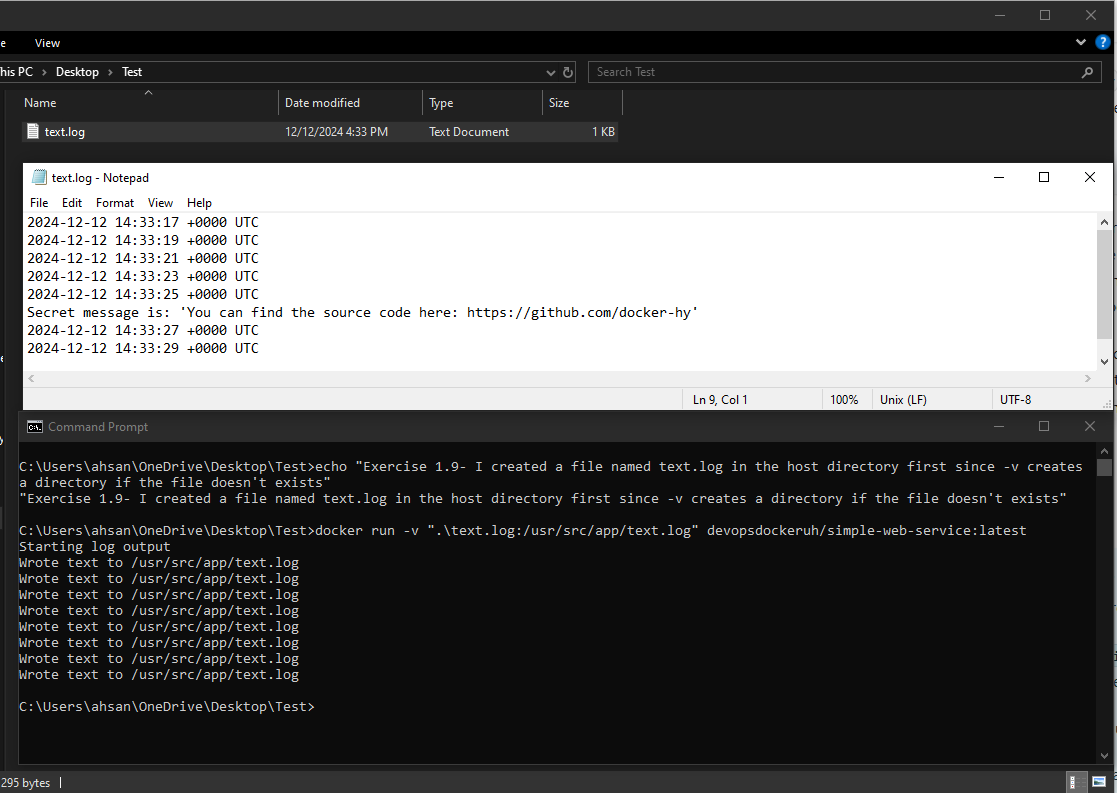 View
his PC > Desktop > Test
Search Test
Name Date modified Type Size
text.log 12/12/2024 4:33 PM Text Document 1 KB
text.log - Notepad
File Edit Format View Help
2024-12-12 14:33:17 +0000 UTC
2024-12-12 14:33:19 +0000 UTC
2024-12-12 14:33:21 +0000 UTC
2024-12-12 14:33:23 +0000 UTC
2024-12-12 14:33:25 +0000 UTC
Secret message is: 'You can find the source code here: https://github.com/docker-hy'
2024-12-12 14:33:27 +0000 UTC
2024-12-12 14:33:29 +0000 UTC
Ln 9, Col 1 100% Unix (LF) UTF-8
Command Prompt
C:\Users\ahsan\OneDrive\Desktop\Test>echo "Exercise 1.9- I created a file named text.log in the host directory first since -v creates
a directory if the file doesn't exists"
"Exercise 1.9- I created a file named text.log in the host directory first since -v creates a directory if the file doesn't exists"
C:\Users\ahsan\OneDrive\Desktop\Test>docker run -v ".\text.log:/usr/src/app/text.log" devopsdockeruh/simple-web-service:latest
Starting log output
Wrote text to /usr/src/app/text.log
Wrote text to /usr/src/app/text.log
Wrote text to /usr/src/app/text.log
Wrote text to /usr/src/app/text.log
Wrote text to /usr/src/app/text.log
Wrote text to /usr/src/app/text.log
Wrote text to /usr/src/app/text.log
Wrote text to /usr/src/app/text.log
C:\Users\ahsan\OneDrive\Desktop\Test>
295 bytes